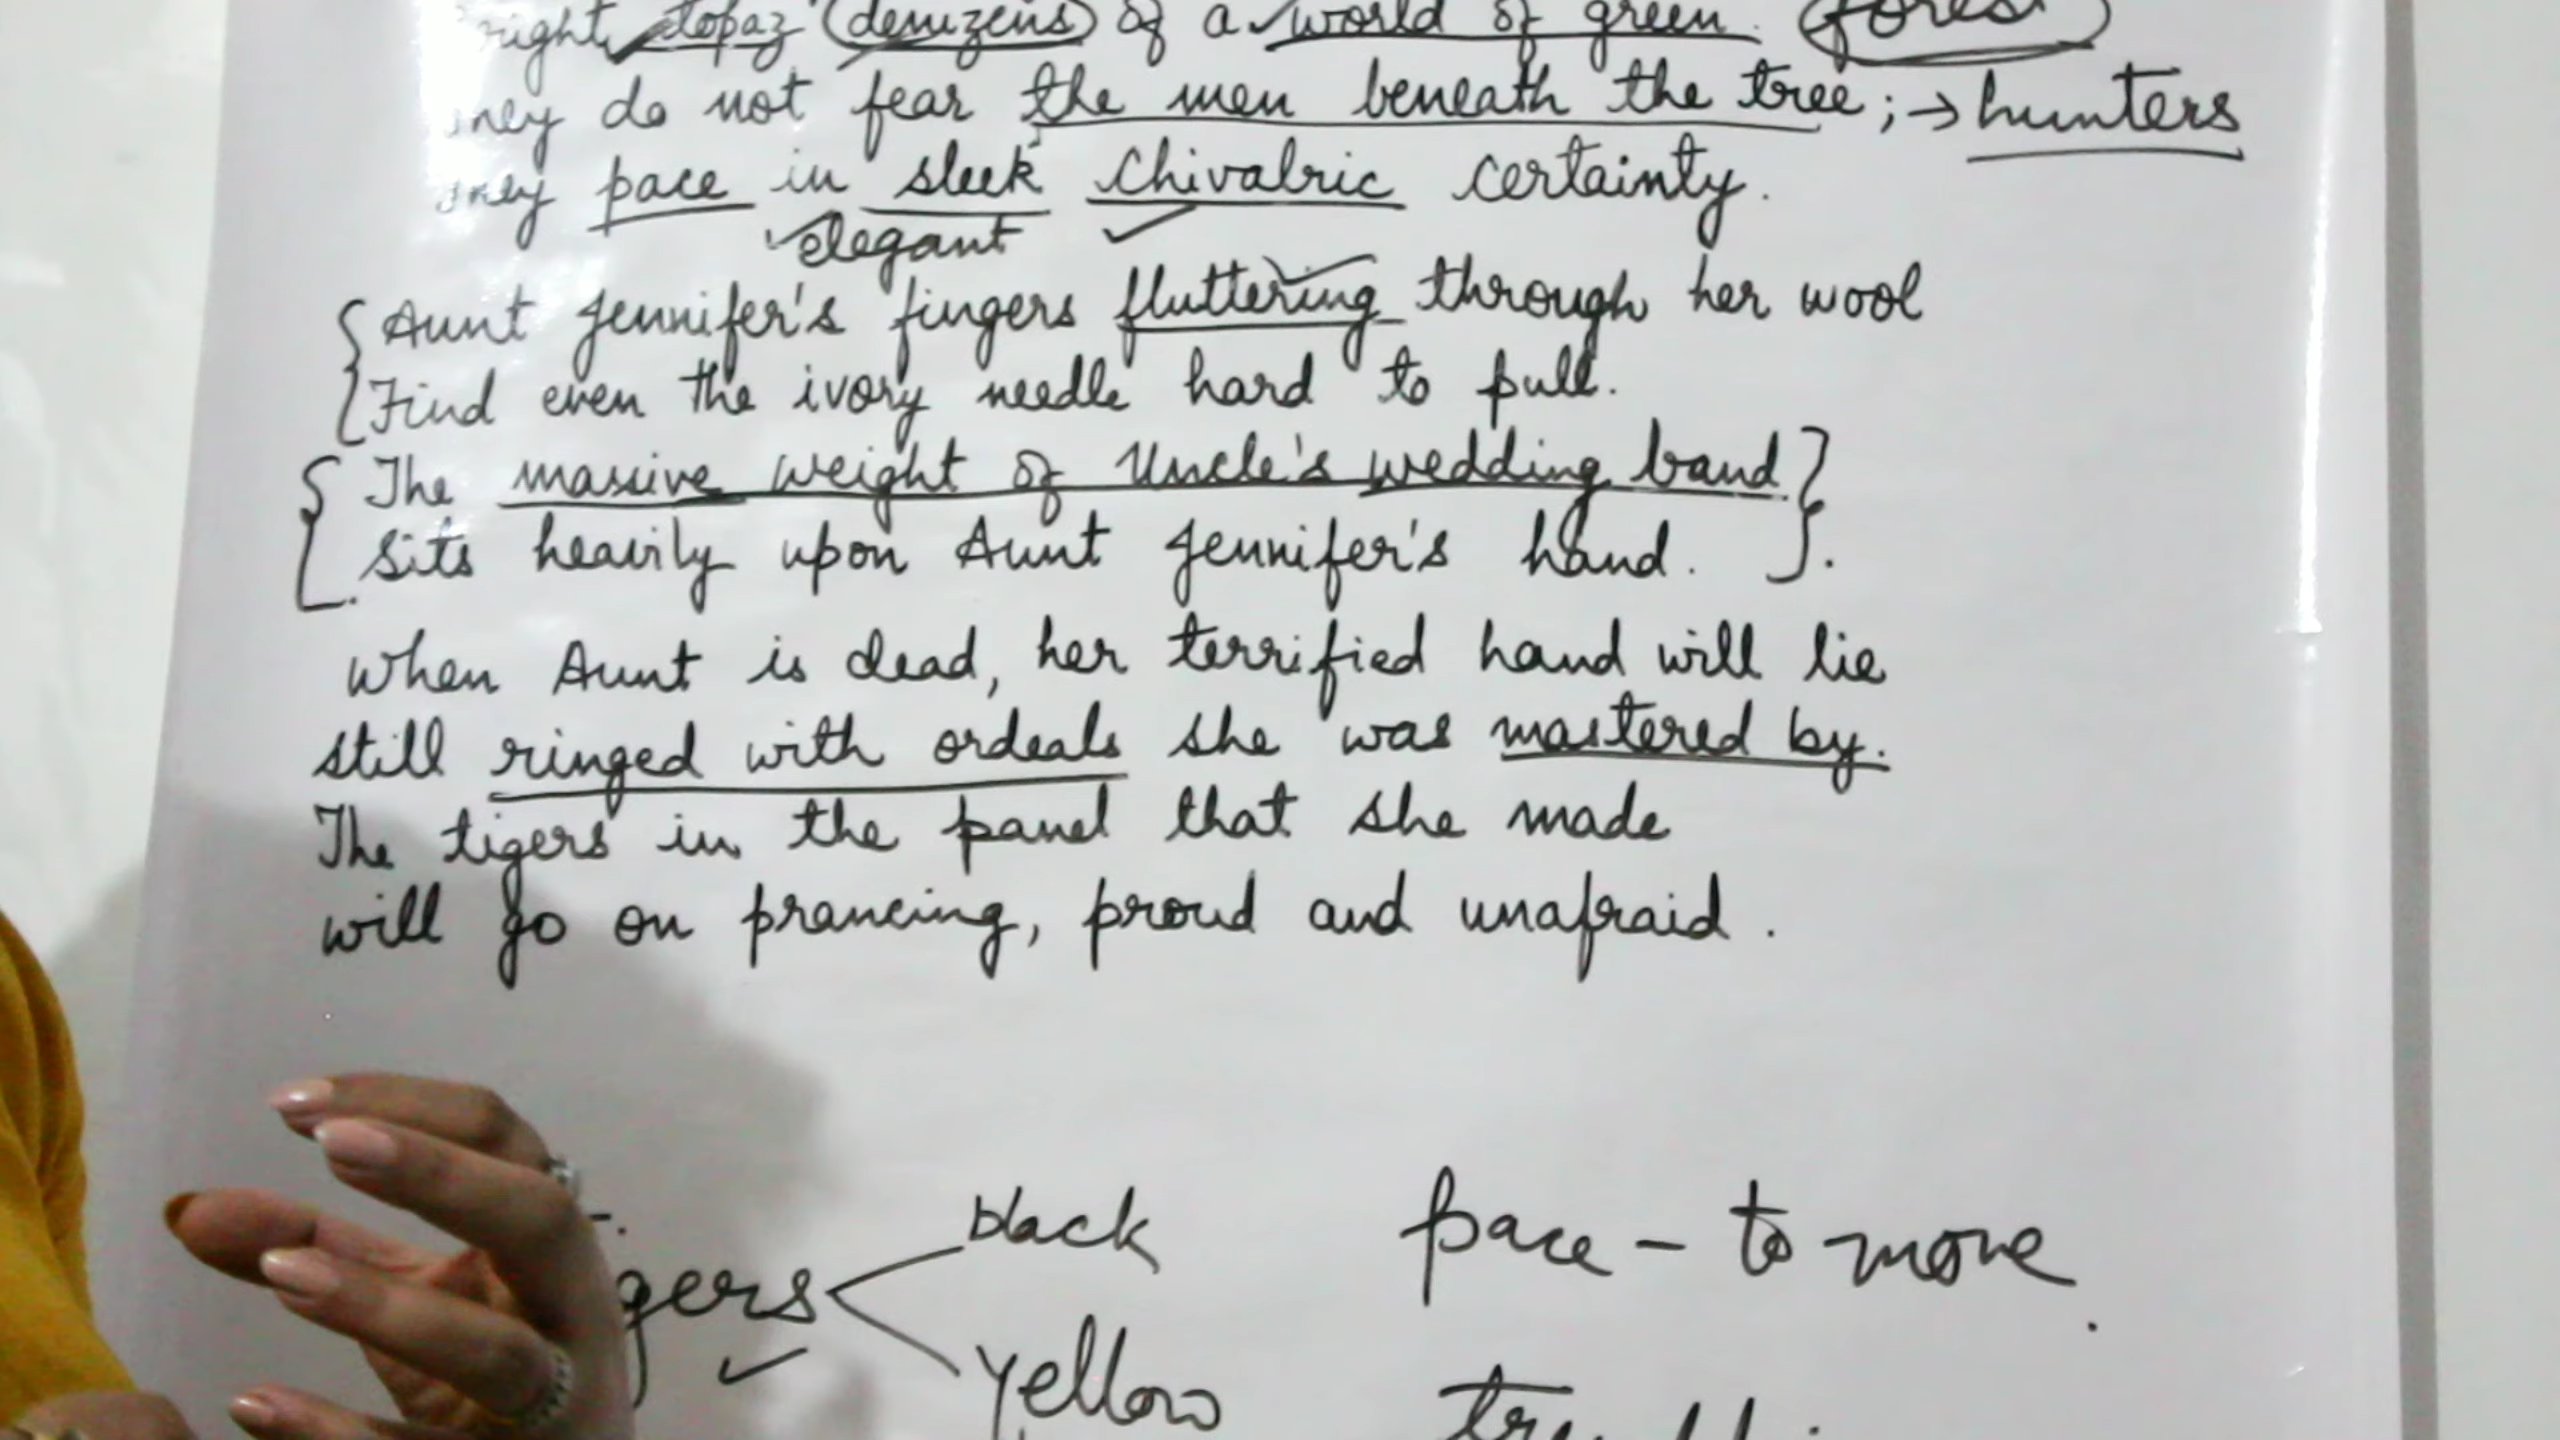 topaz denizens of a world of green. forest
They do not fear the men beneath the tree; → hunters
They pace in sleek chivalric certainty.
elegant
Aunt Jennifer's fingers fluttering through her wool
Find even the ivory needle hard to pull.
The massive weight of Uncle's wedding band
Sits heavily upon Aunt Jennifer's hand.
When Aunt is dead, her terrified hand will lie
still ringed with ordeals she was mastered by.
The tigers in the panel that she made
will go on prancing, proud and unafraid.
black
gers pace - to move
yellow